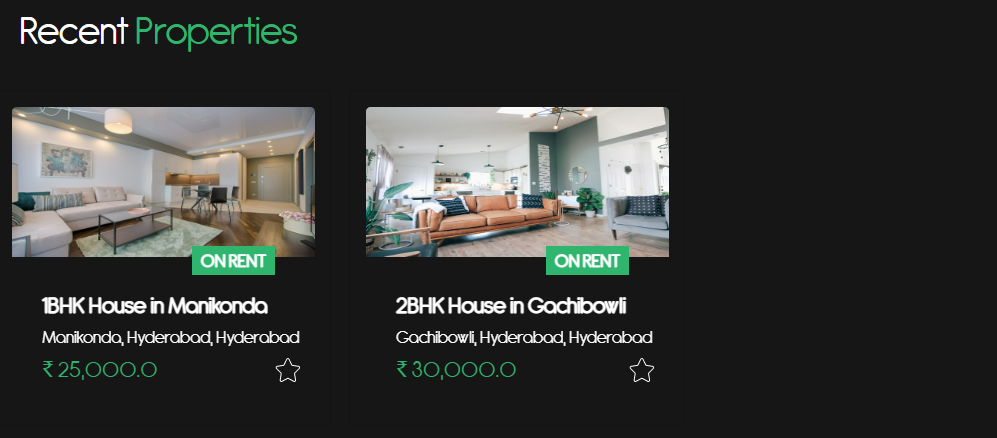 Recent Properties
ON RENT
1BHK House in Manikonda
Manikonda, Hyderabad, Hyderabad
₹ 25,000.0
ON RENT
2BHK House in Gachibowli
Gachibowli, Hyderabad, Hyderabad
₹ 30,000.0